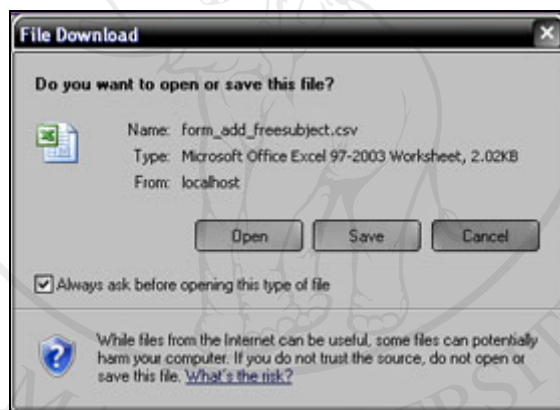 File Download
Do you want to open or save this file?
Name: form_add_freesubject.csv
Type: Microsoft Office Excel 97-2003 Worksheet, 2.02KB
From: localhost
Open Save Cancel
Always ask before opening this type of file
While files from the Internet can be useful, some files can potentially
harm your computer. If you do not trust the source, do not open or
save this file. What's the risk?